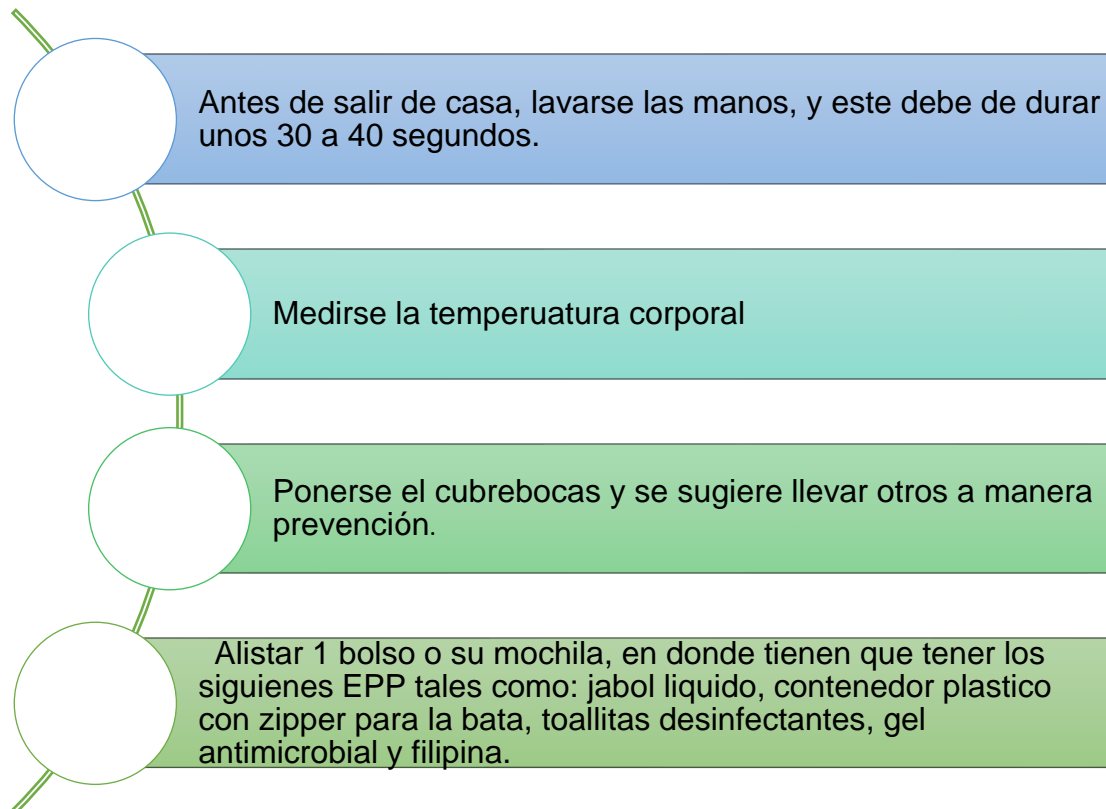 Antes de salir de casa, lavarse las manos, y este debe de durar
unos 30 a 40 segundos.
Medirse la temperuatura corporal
Ponerse el cubrebocas y se sugiere llevar otros a manera
prevención.
Alistar 1 bolso o su mochila, en donde tienen que tener los
siguienes EPP tales como: jabol liquido, contenedor plastico
con zipper para la bata, toallitas desinfectantes, gel
antimicrobial y filipina.